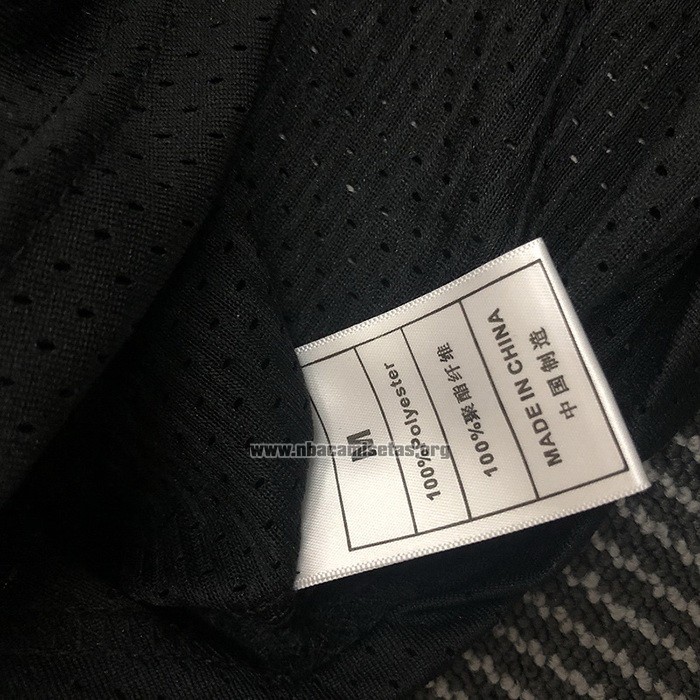 M
100%Polyester
100%聚酯纤维
MADE IN CHINA
中国制造
www.nbacamisetas.org